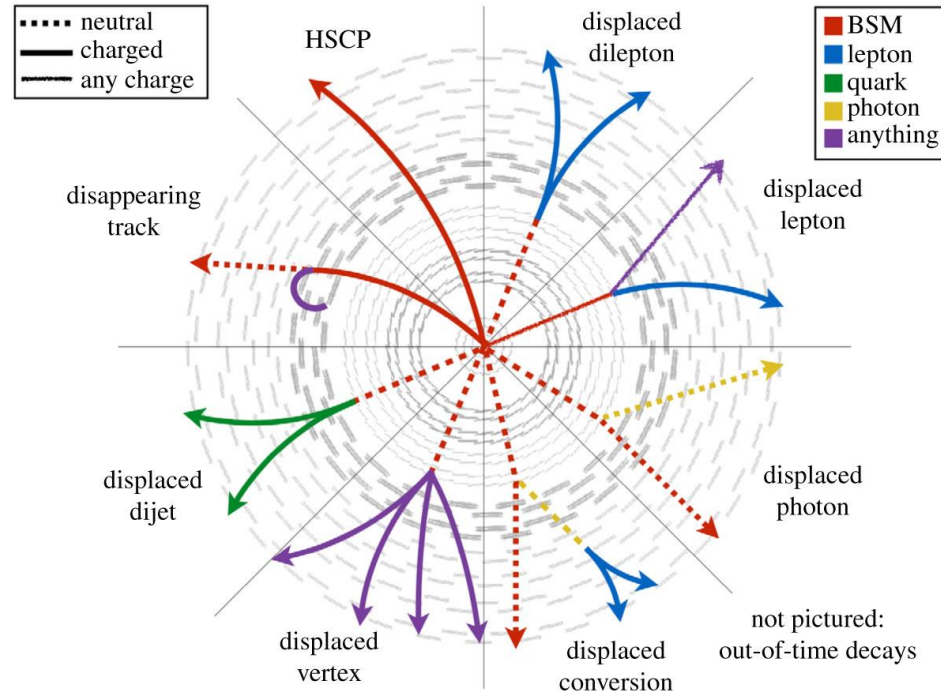 neutral
charged
any charge
HSCP
displaced
dilepton
BSM
lepton
quark
photon
anything
disappearing
track
displaced
lepton
displaced
dijet
displaced
photon
displaced
vertex
displaced
conversion
not pictured:
out-of-time decays